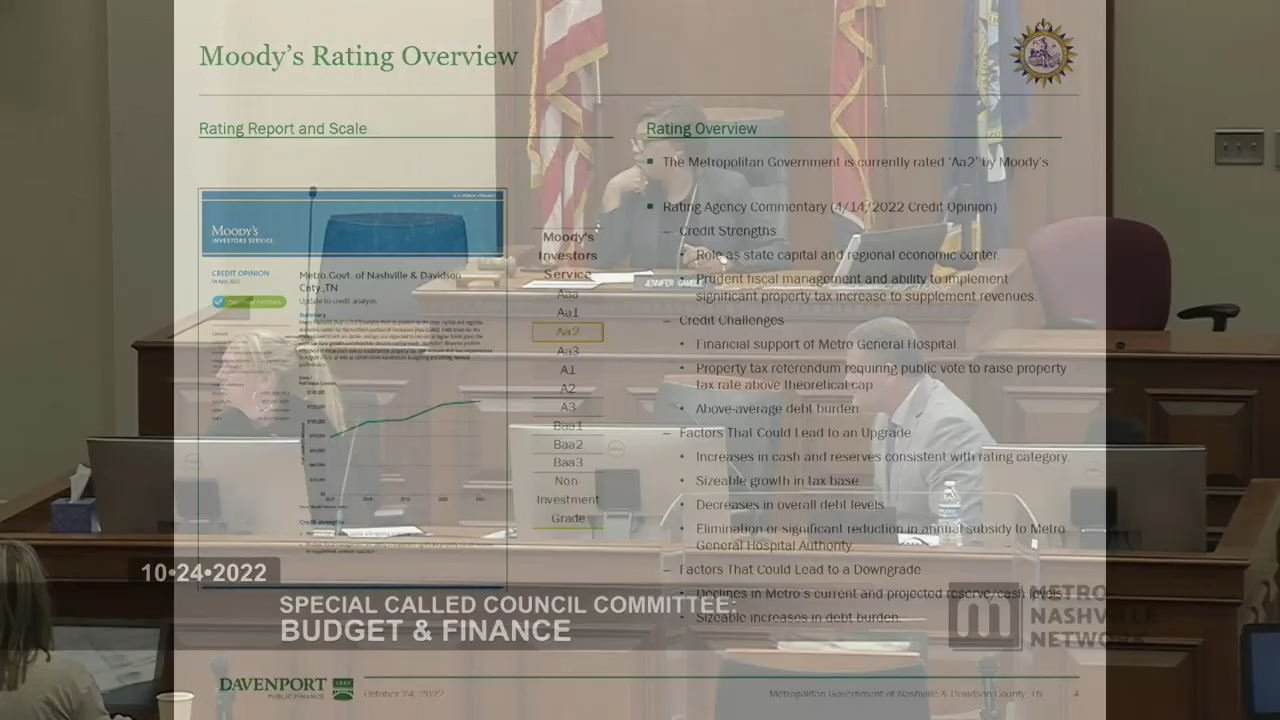 Moody's Rating Overview
Rating Report and Scale
MOODY'S
INVESTORS SERVICE
CREDIT OPINION
Metro. Govt. of Nashville & Davidson
Cnty ,TN
Update to credit analysis
Summary
Moody's
Investors
Service
Aaa
Aa1
Aa2
Aa3
A1
A2
A3
Baa1
Baa2
Baa3
Non
Investment
Grade
Credit strengths
Rating Overview
The Metropolitan Government is currently rated 'Aa2' by Moody's
Rating Agency Commentary (4/14/2022 Credit Opinion)
– Credit Strengths
• Role as state capital and regional economic center.
• Prudent fiscal management and ability to implement
significant property tax increase to supplement revenues.
– Credit Challenges
• Financial support of Metro General Hospital.
• Property tax referendum requiring public vote to raise property
tax rate above theoretical cap
• Above-average debt burden
– Factors That Could Lead to an Upgrade
• Increases in cash and reserves consistent with rating category.
• Sizeable growth in tax base
• Decreases in overall debt levels
• Elimination or significant reduction in annual subsidy to Metro
General Hospital Authority.
– Factors That Could Lead to a Downgrade
• Declines in Metro's current and projected reserve/cash levels
• Sizeable increases in debt burden.
JENNIFER GAMBLE
10•24•2022
SPECIAL CALLED COUNCIL COMMITTEE:
BUDGET & FINANCE
m METRO
NASHVILLE
NETWORK
DAVENPORT
PUBLIC FINANCE
October 24, 2022
Metropolitan Government of Nashville & Davidson County, TN
4